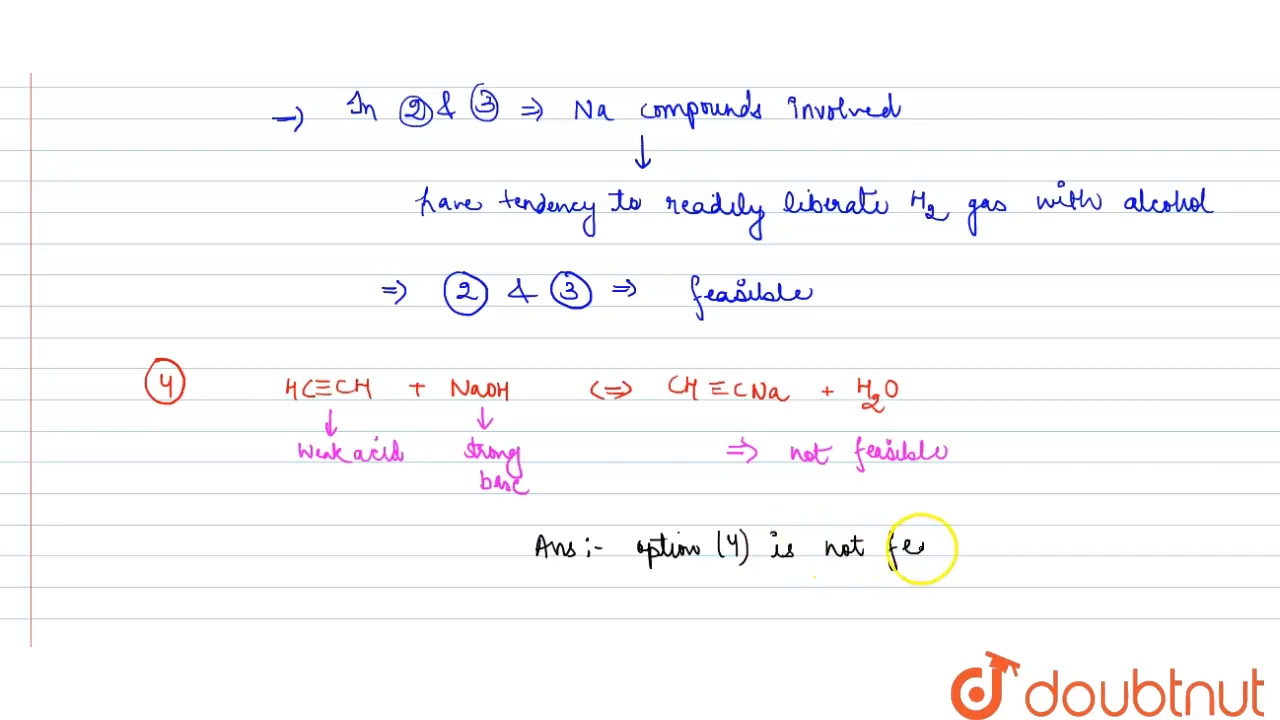 → In ② & ③ ⇒ Na compounds involved
↓
have tendency to readily liberate H₂ gas with alcohol
⇒ ② & ③ ⇒ feasible
④ HC≡CH + NaOH ⇔ CH≡CNa + H₂O
↓ ↓
Weak acid strong ⇒ not feasible
base
Ans :- option (4) is not fe
doubtnut